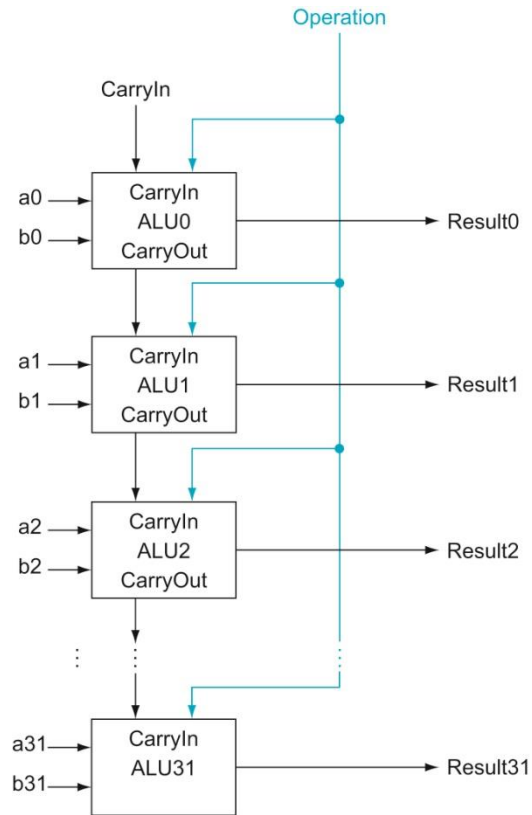 Operation
CarryIn
a0
b0
CarryIn
ALU0
CarryOut
Result0
a1
b1
CarryIn
ALU1
CarryOut
Result1
a2
b2
CarryIn
ALU2
CarryOut
Result2
a31
b31
CarryIn
ALU31
Result31